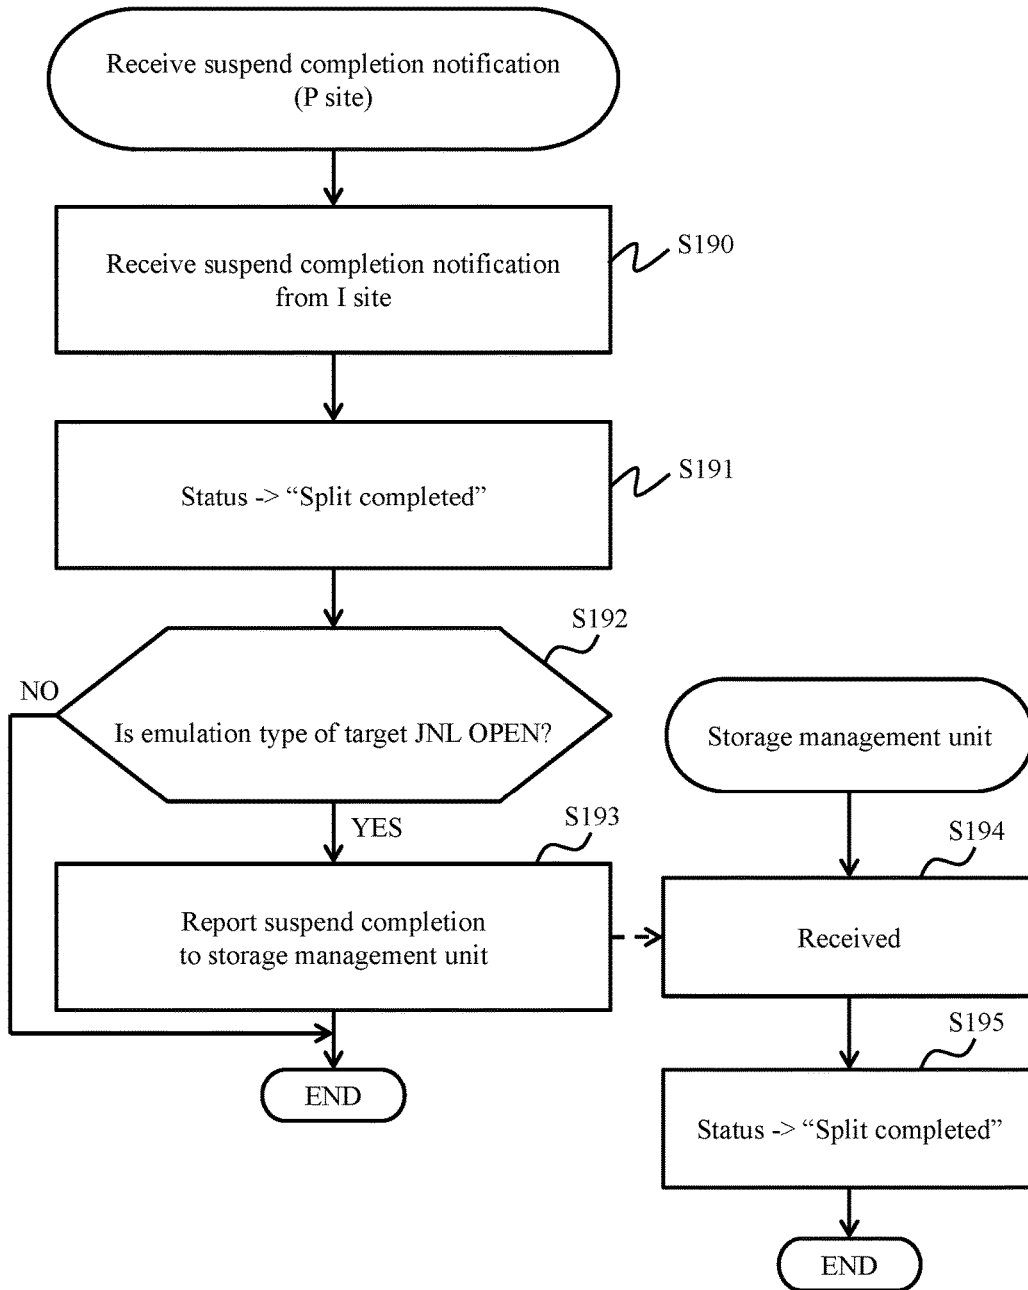 Receive suspend completion notification
(P site)
Receive suspend completion notification
from I site
S190
Status -> “Split completed”
S191
S192
NO
Is emulation type of target JNL OPEN?
YES
S193
Report suspend completion
to storage management unit
END
Storage management unit
S194
Received
S195
Status -> “Split completed”
END